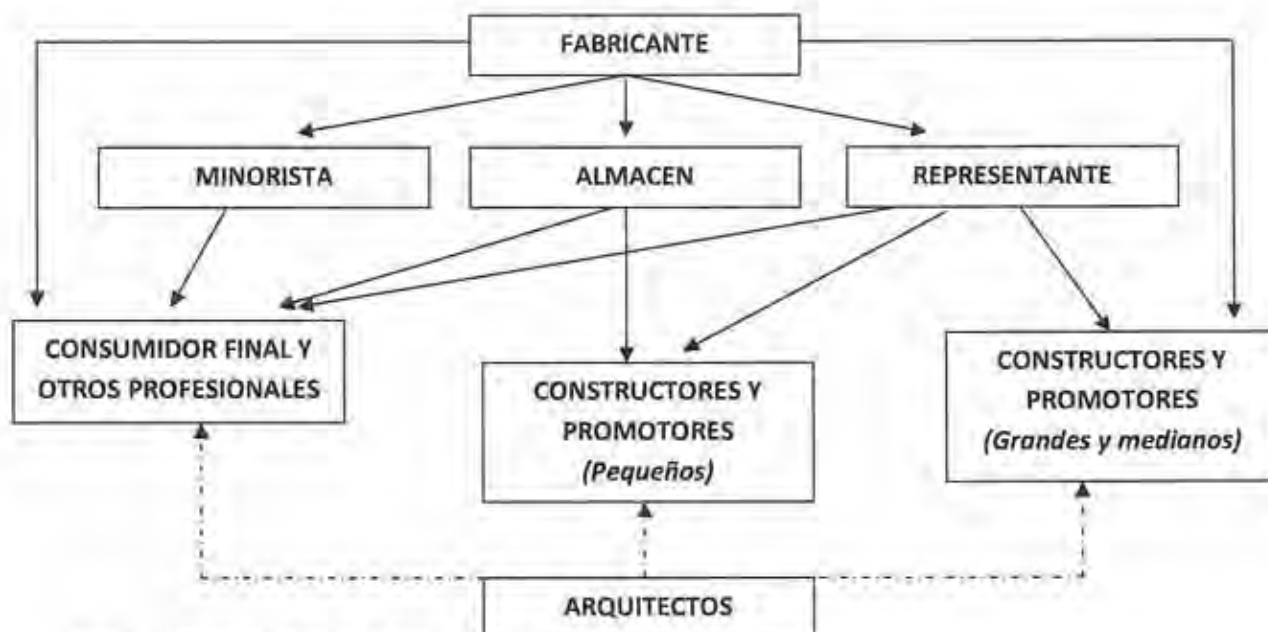 FABRICANTE
MINORISTA
ALMACEN
REPRESENTANTE
CONSUMIDOR FINAL Y
OTROS PROFESIONALES
CONSTRUCTORES Y
PROMOTORES
(Pequeños)
CONSTRUCTORES Y
PROMOTORES
(Grandes y medianos)
ARQUITECTOS